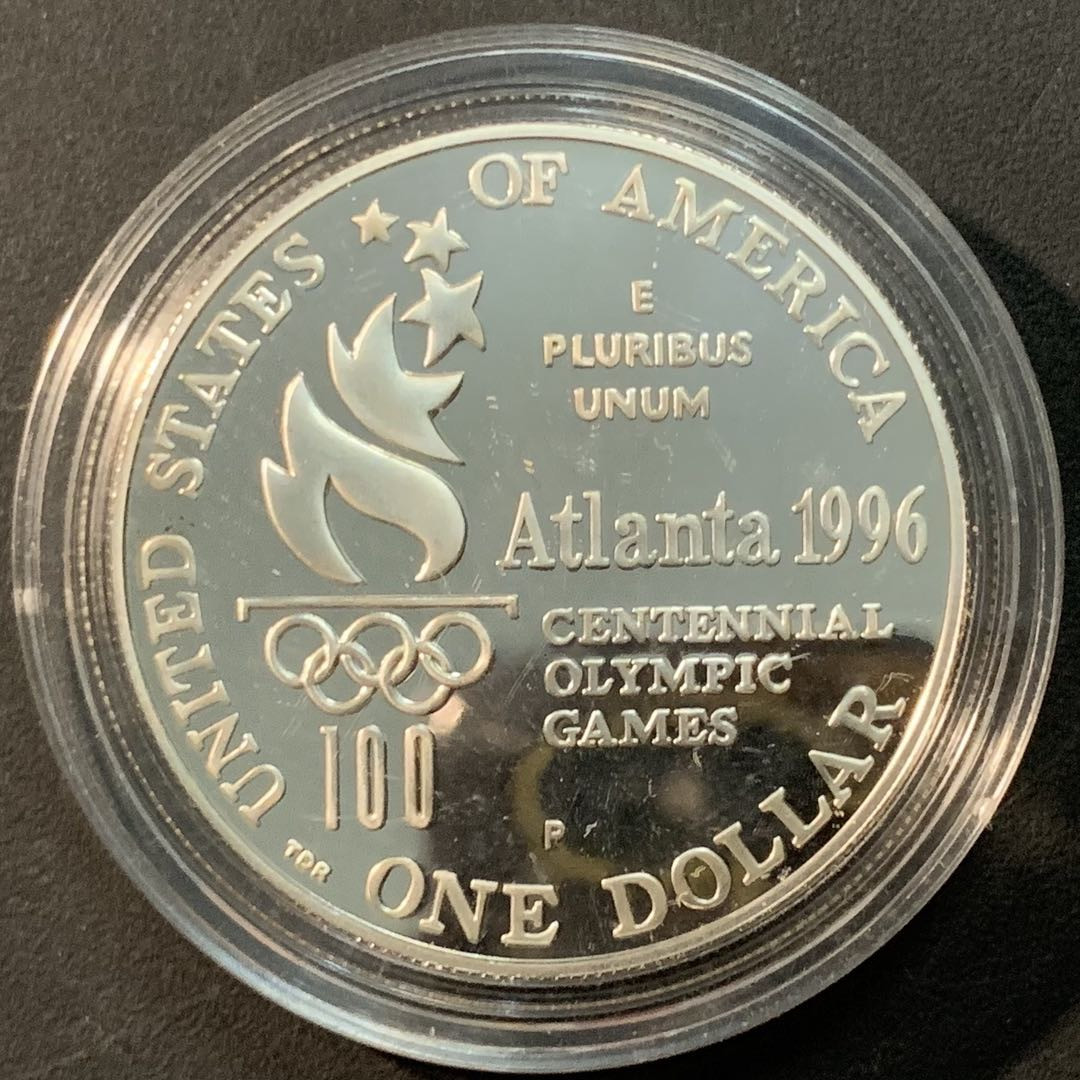 UNITED STATES OF AMERICA
E
PLURIBUS
UNUM
Atlanta 1996
CENTENNIAL
OLYMPIC
GAMES
100
P
TDR
ONE DOLLAR